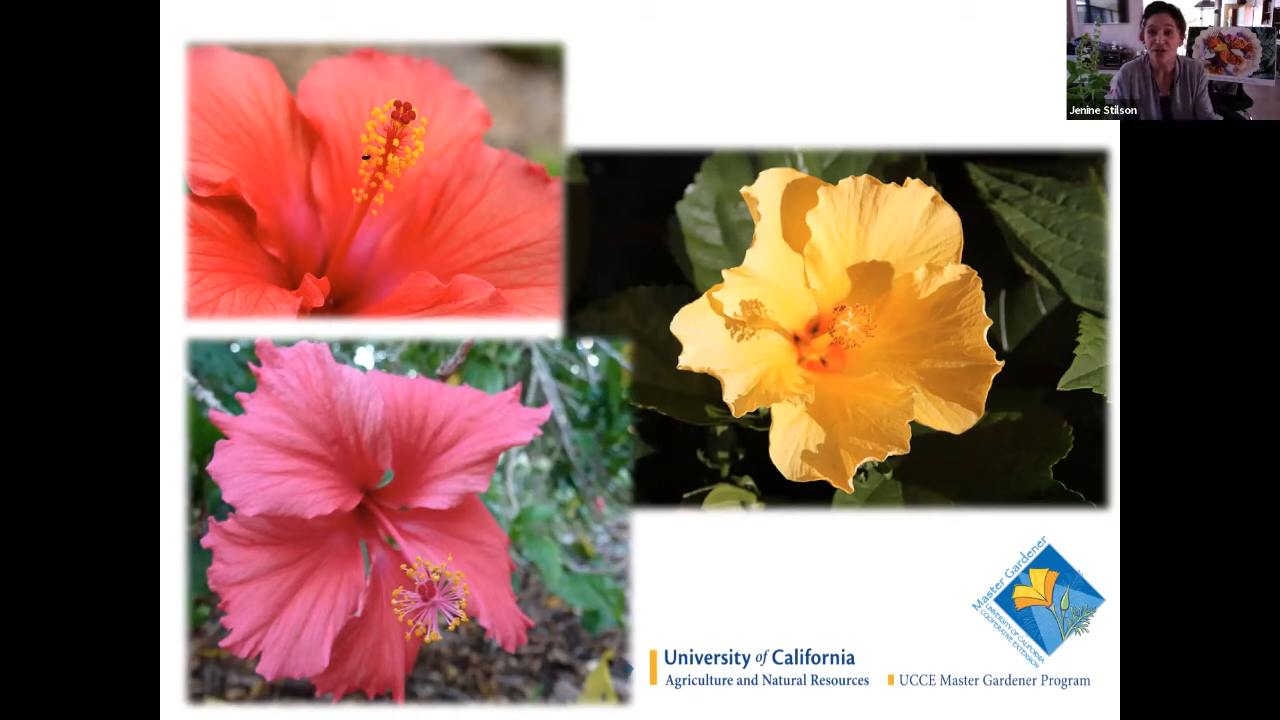 Jenine Stilson
Master Gardener
UNIVERSITY OF CALIFORNIA
COOPERATIVE EXTENSION
University of California
Agriculture and Natural Resources
UCCE Master Gardener Program